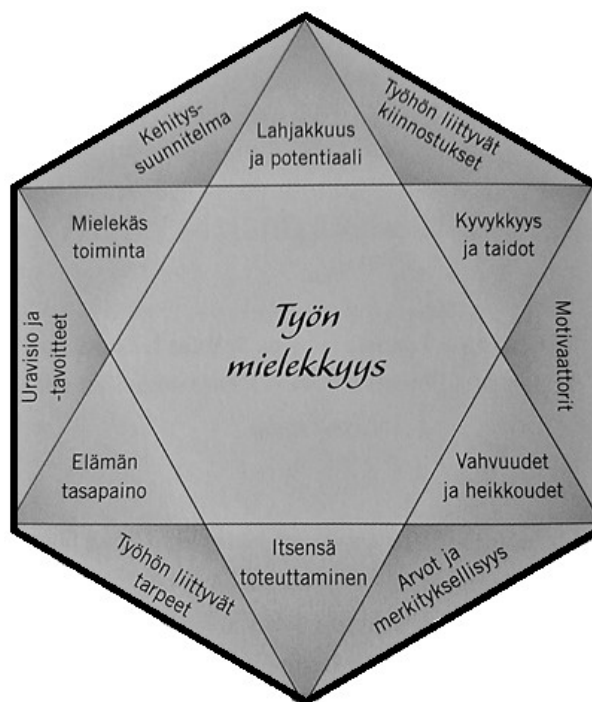 Kehitys-
suunnitelma
Lahjakkuus
ja potentiaali
Työhön liittyvät
kiinnostukset
Mielekäs
toiminta
Kyvykkyys
ja taidot
Uravisio ja
-tavoitteet
Työn
mielekkyys
Motivaattorit
Elämän
tasapaino
Vahvuudet
ja heikkoudet
Työhön liittyvät
tarpeet
Itsensä
toteuttaminen
Arvot ja
merkityksellisyys